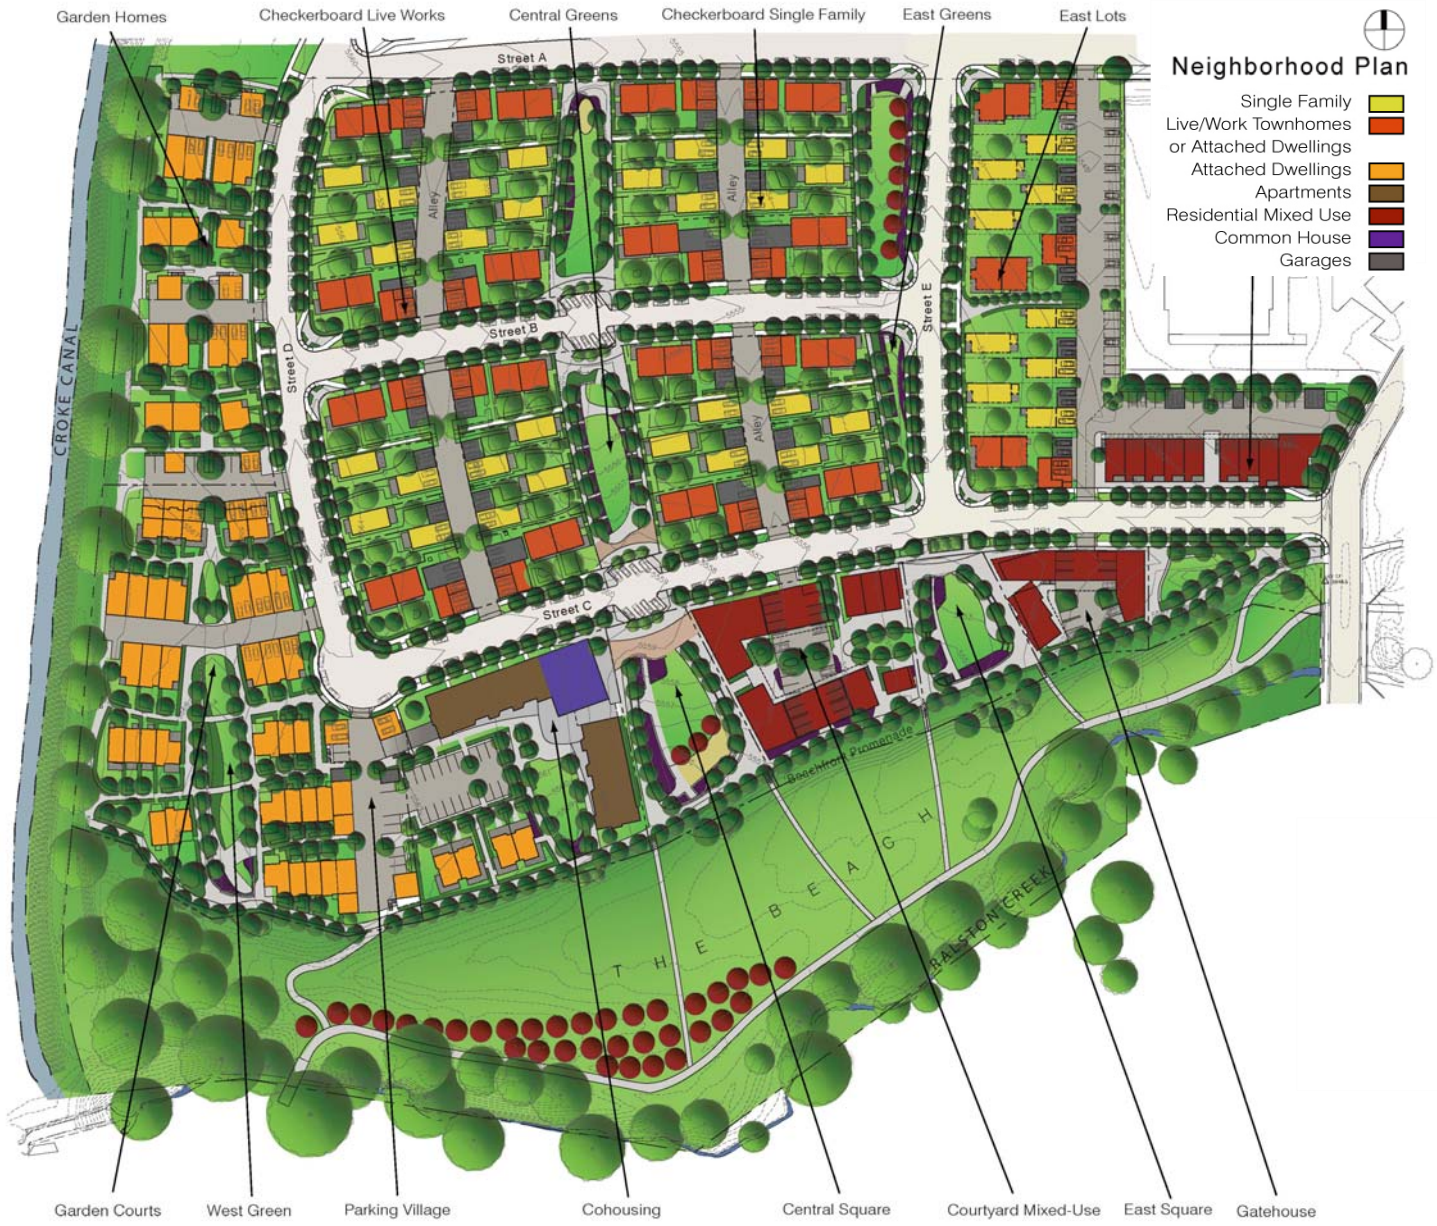 Garden Homes
Checkerboard Live Works
Central Greens
Checkerboard Single Family
East Greens
East Lots
Neighborhood Plan
Single Family
Live/Work Townhomes
or Attached Dwellings
Attached Dwellings
Apartments
Residential Mixed Use
Common House
Garages
Street A
Alley
Alley
Street B
Street E
Street D
CROKE CANAL
Alley
Street C
Beachfront Promenade
THE BEACH
RALSTON CREEK
Garden Courts
West Green
Parking Village
Cohousing
Central Square
Courtyard Mixed-Use
East Square
Gatehouse